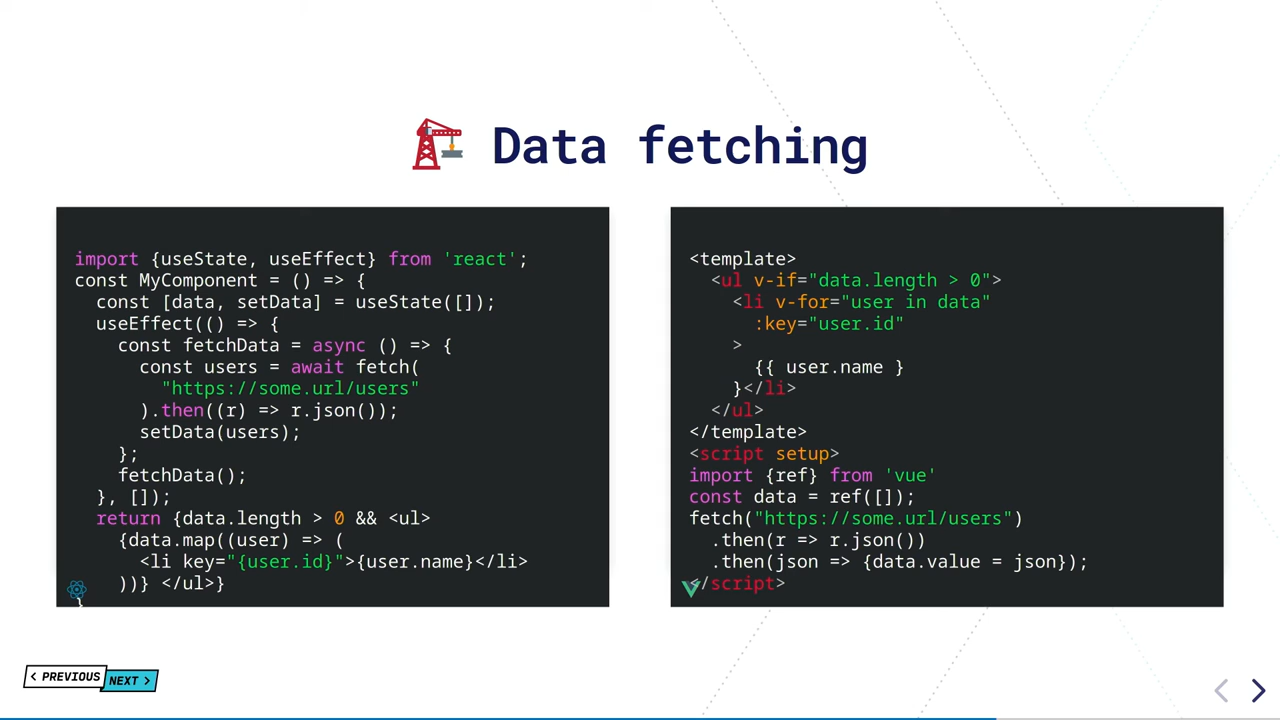 Data fetching
import {useState, useEffect} from 'react';
const MyComponent = () => {
const [data, setData] = useState([]);
useEffect(() => {
const fetchData = async () => {
const users = await fetch(
"https://some.url/users"
).then((r) => r.json());
setData(users);
};
fetchData();
}, []);
return {data.length > 0 && <ul>
{data.map((user) => (
<li key="{user.id}">{user.name}</li>
))} </ul>}
}
<template>
<ul v-if="data.length > 0">
<li v-for="user in data"
:key="user.id"
>
{{ user.name }
}</li>
</ul>
</template>
<script setup>
import {ref} from 'vue'
const data = ref([]);
fetch("https://some.url/users")
.then(r => r.json())
.then(json => {data.value = json});
</script>
< PREVIOUS
NEXT >